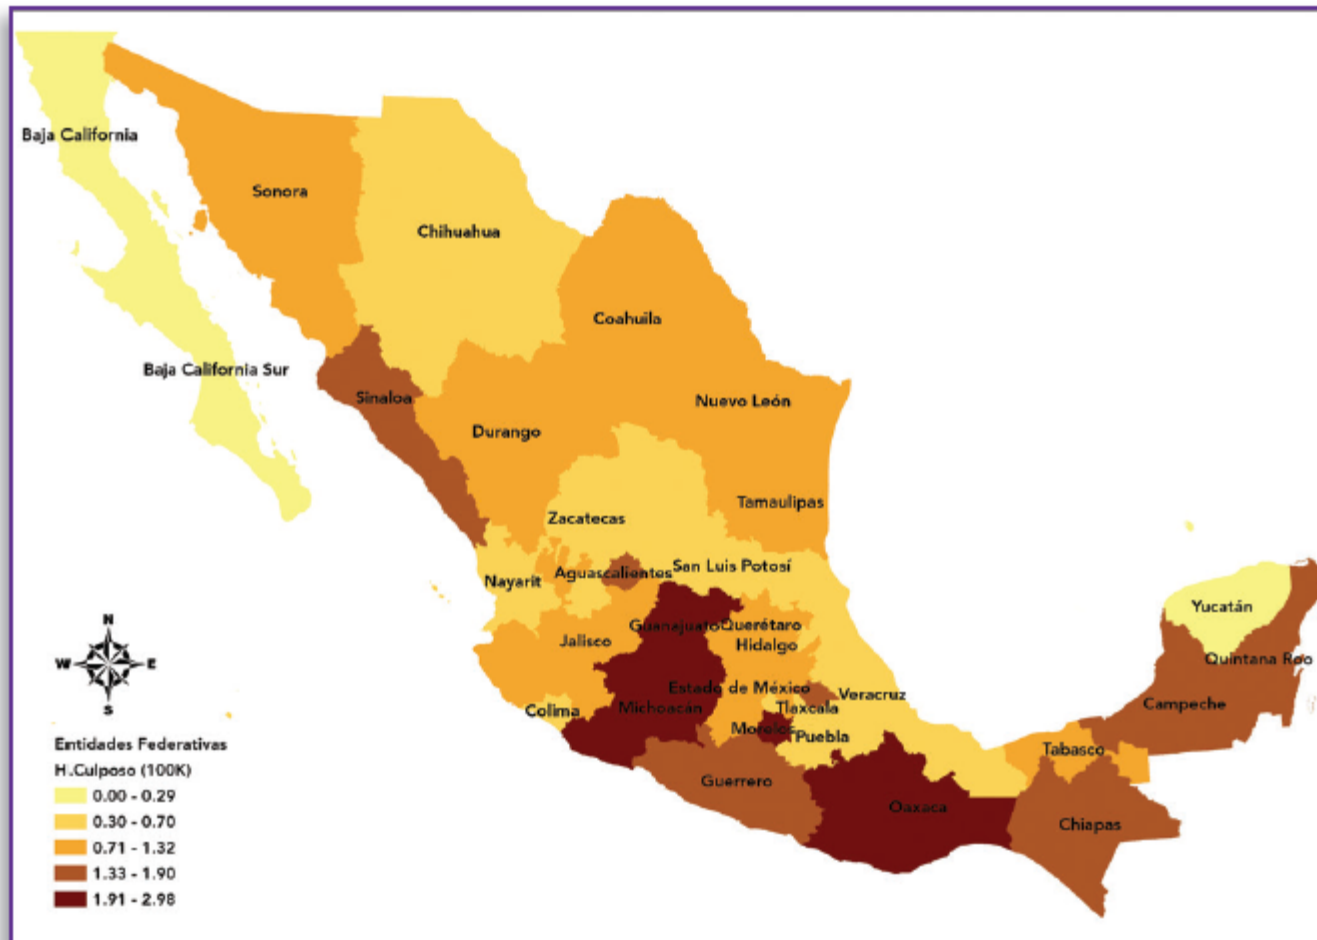 Baja California
Sonora
Chihuahua
Coahuila
Baja California Sur
Sinaloa
Nuevo León
Durango
Tamaulipas
Zacatecas
San Luis Potosí
Aguascalientes
Nayarit
Yucatán
Guanajuato
Querétaro
Jalisco
Hidalgo
Quintana Roo
Estado de México
Veracruz
Campeche
Colima
Michoacán
Tlaxcala
Morelos
Puebla
Tabasco
Guerrero
Oaxaca
Chiapas
N
W E
S
Entidades Federativas
H.Culposo (100K)
0.00 - 0.29
0.30 - 0.70
0.71 - 1.32
1.33 - 1.90
1.91 - 2.98